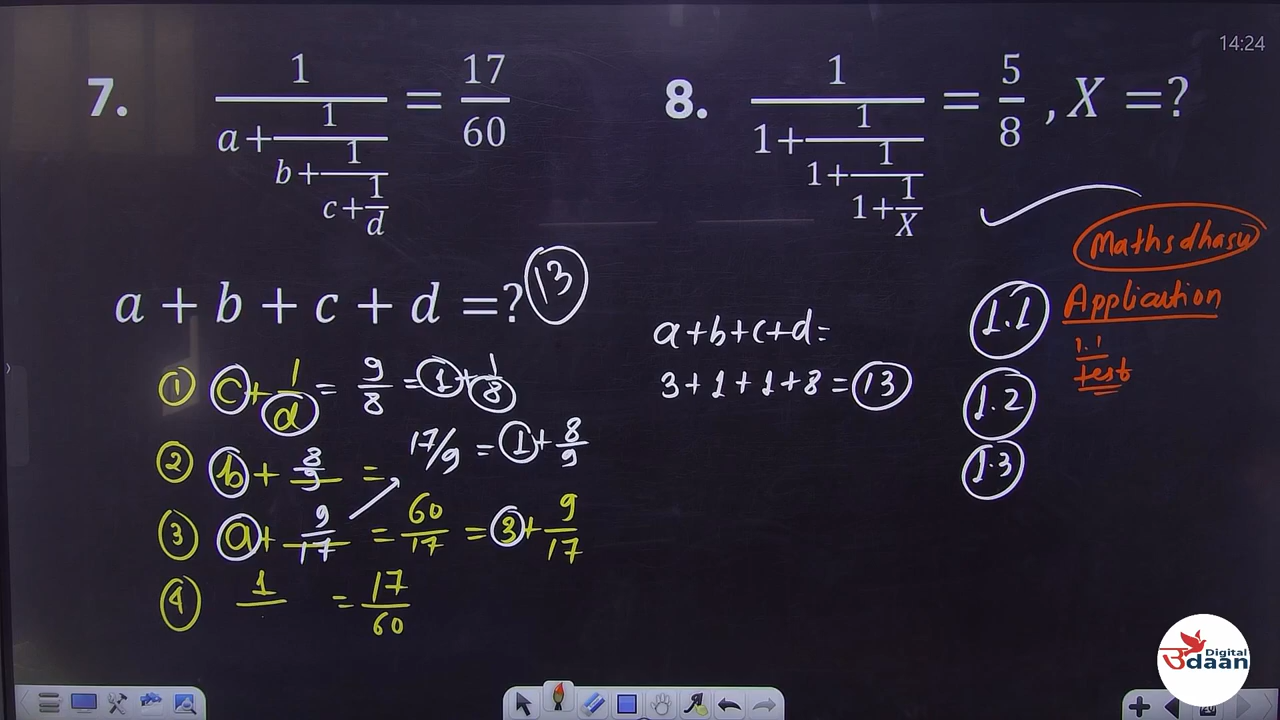 14:24
7. 1/(a+1/(b+1/(c+1/d))) = 17/60
8. 1/(1+1/(1+1/(1+1/X))) = 5/8 , X =?
a + b + c + d =? 13
① c + 1/d = 9/8 = 1 + 1/8
② b + 8/9 = 17/9 = 1 + 8/9
③ a + 9/17 = 60/17 = 3 + 9/17
④ 1/ = 17/60
a+b+c+d=
3+1+1+8 = 13
1.1
1.2
1.3
Mathsdhasu
Application
1.1
test
Digital
उdaan